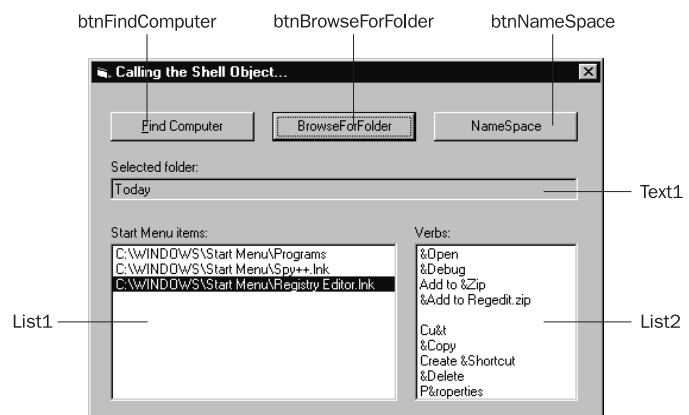 btnFindComputer btnBrowseForFolder btnNameSpace
Calling the Shell Object...
Find Computer BrowseForFolder NameSpace
Selected folder:
Today
Text1
Start Menu items: Verbs:
C:\WINDOWS\Start Menu\Programs
C:\WINDOWS\Start Menu\Spy++.lnk
C:\WINDOWS\Start Menu\Registry Editor.lnk
&Open
&Debug
Add to &Zip
&Add to Regedit.zip
Cu&t
&Copy
Create &Shortcut
&Delete
P&roperties
List1
List2